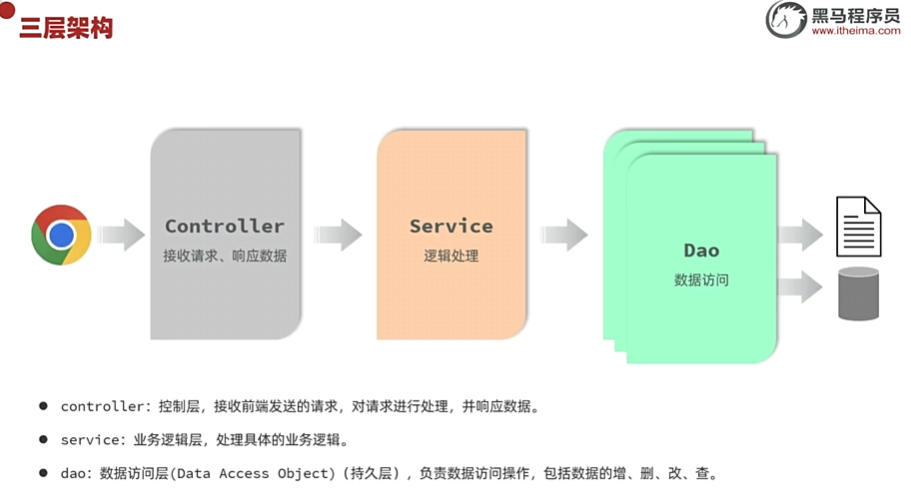 三层架构
黑马程序员
www.itheima.com
Controller
接收请求、响应数据
Service
逻辑处理
Dao
数据访问
controller：控制层，接收前端发送的请求，对请求进行处理，并响应数据。
service：业务逻辑层，处理具体的业务逻辑。
dao：数据访问层(Data Access Object)（持久层），负责数据访问操作，包括数据的增、删、改、查。